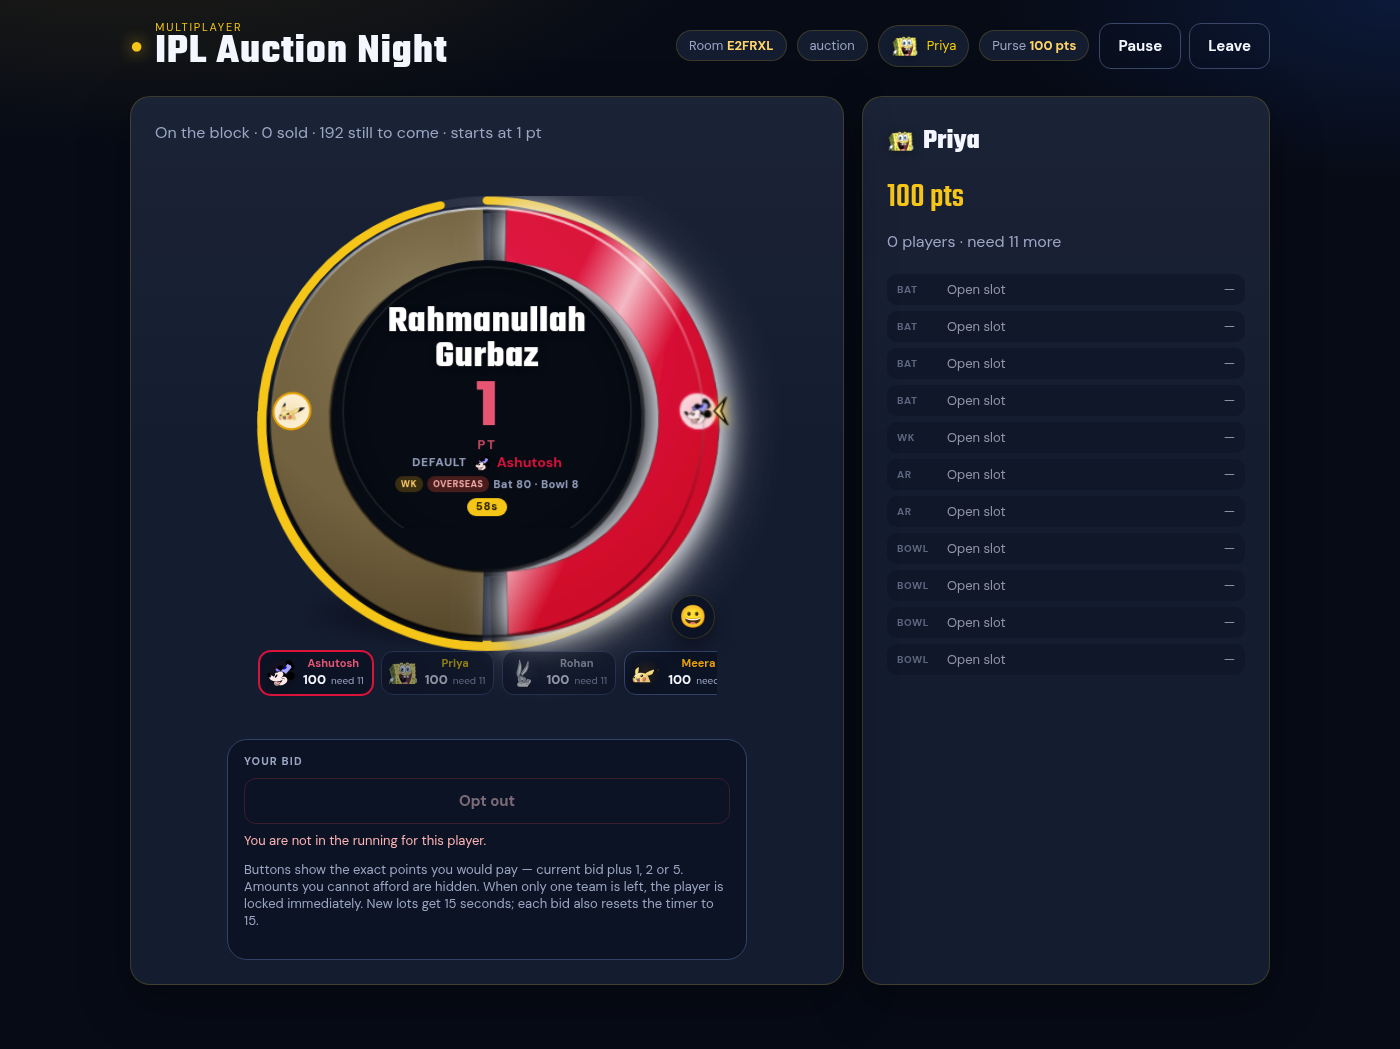 MULTIPLAYER
IPL Auction Night
Room E2FRXL
auction
Priya
Purse 100 pts
Pause
Leave
On the block · 0 sold · 192 still to come · starts at 1 pt
Rahmanullah
Gurbaz
1
PT
DEFAULT Ashutosh
WK OVERSEAS Bat 80 · Bowl 8
58s
Ashutosh
100 need 11
Priya
100 need 11
Rohan
100 need 11
Meera
100 need
YOUR BID
Opt out
You are not in the running for this player.
Buttons show the exact points you would pay — current bid plus 1, 2 or 5.
Amounts you cannot afford are hidden. When only one team is left, the player is
locked immediately. New lots get 15 seconds; each bid also resets the timer to
15.
Priya
100 pts
0 players · need 11 more
BAT Open slot —
BAT Open slot —
BAT Open slot —
BAT Open slot —
WK Open slot —
AR Open slot —
AR Open slot —
BOWL Open slot —
BOWL Open slot —
BOWL Open slot —
BOWL Open slot —